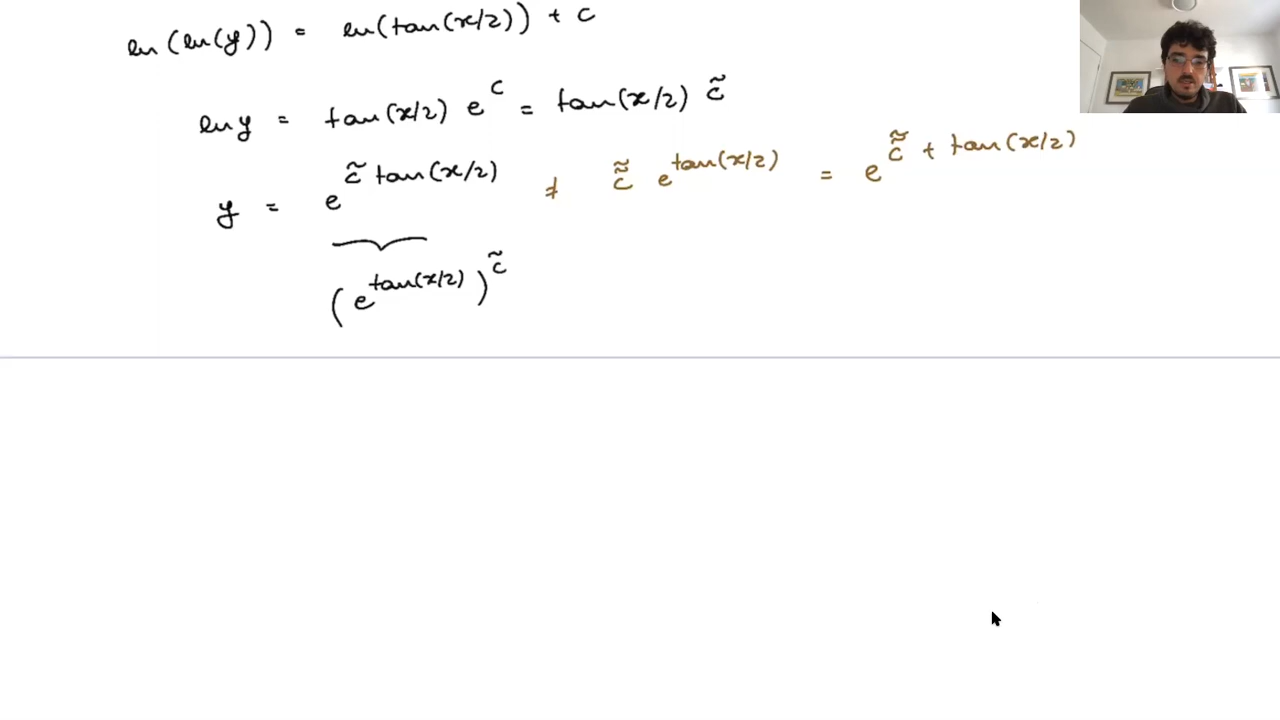 ln(ln(y)) = ln(tan(x/2)) + c
ln y = tan(x/2) e^c = tan(x/2) c̃
y = e^{c̃ tan(x/2)} ≠ c̃̃ e^{tan(x/2)} = e^{c̃̃ + tan(x/2)}
(e^{tan(x/2)})^{c̃}